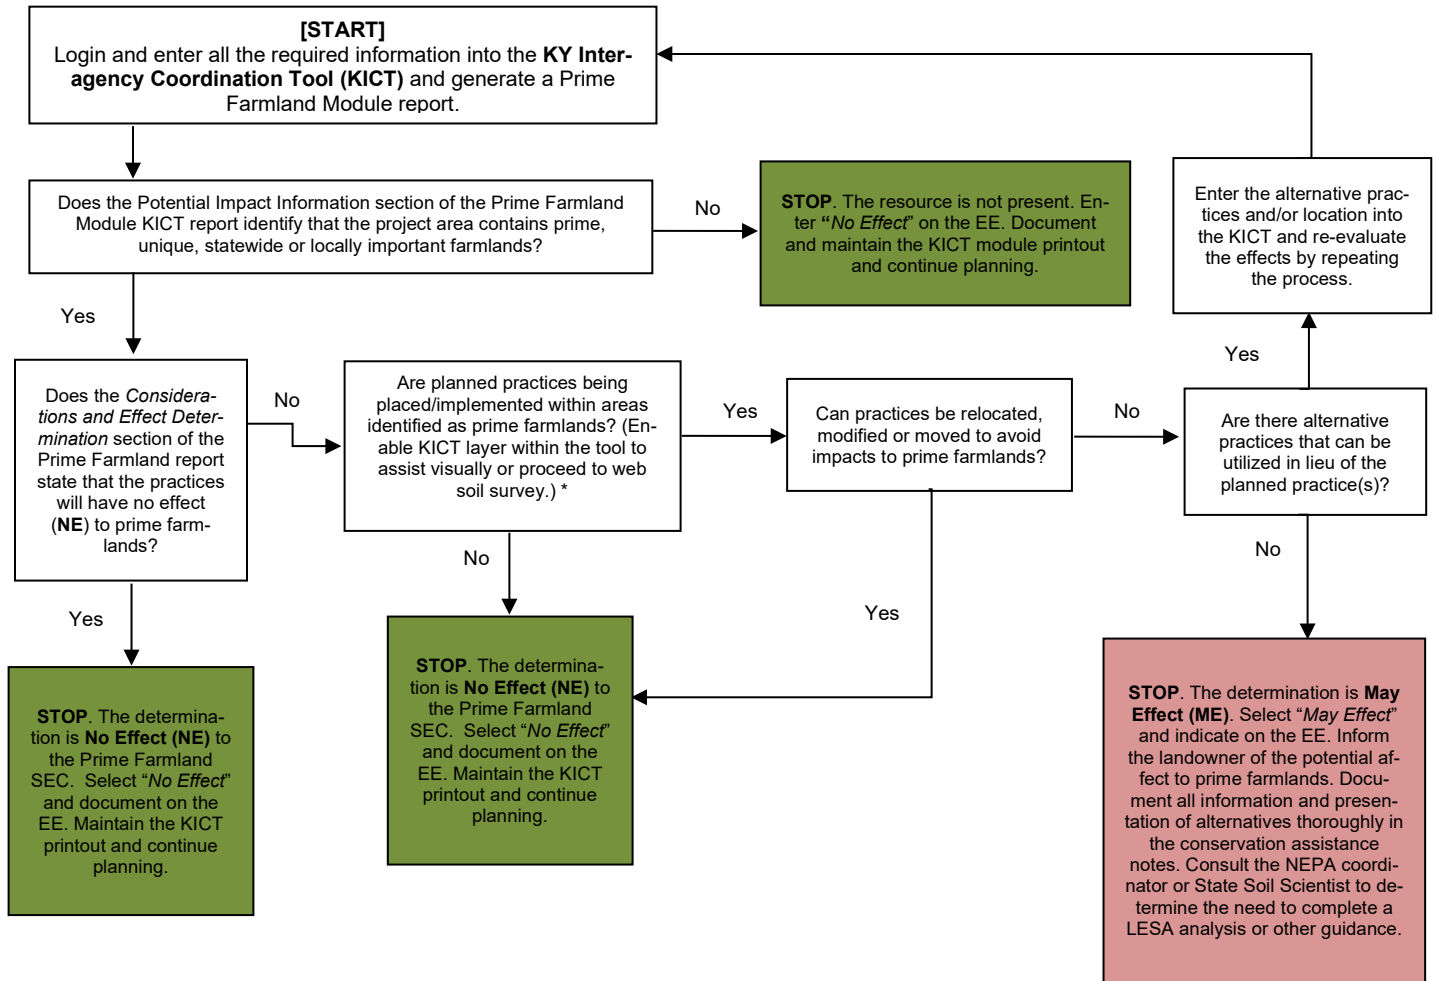 [START]
Login and enter all the required information into the KY Inter-
agency Coordination Tool (KICT) and generate a Prime
Farmland Module report.
Does the Potential Impact Information section of the Prime Farmland
Module KICT report identify that the project area contains prime,
unique, statewide or locally important farmlands?
No
STOP. The resource is not present. En-
ter “No Effect” on the EE. Document
and maintain the KICT module printout
and continue planning.
Enter the alternative prac-
tices and/or location into
the KICT and re-evaluate
the effects by repeating
the process.
Yes
Yes
Does the Considera-
tions and Effect Deter-
mination section of the
Prime Farmland report
state that the practices
will have no effect
(NE) to prime farm-
lands?
No
Are planned practices being
placed/implemented within areas
identified as prime farmlands? (En-
able KICT layer within the tool to
assist visually or proceed to web
soil survey.) *
Yes
Can practices be relocated,
modified or moved to avoid
impacts to prime farmlands?
No
Are there alternative
practices that can be
utilized in lieu of the
planned practice(s)?
Yes
No
Yes
No
STOP. The determina-
tion is No Effect (NE) to
the Prime Farmland
SEC. Select “No Effect”
and document on the
EE. Maintain the KICT
printout and continue
planning.
STOP. The determina-
tion is No Effect (NE) to
the Prime Farmland
SEC. Select “No Effect”
and document on the
EE. Maintain the KICT
printout and continue
planning.
STOP. The determination is May
Effect (ME). Select “May Effect”
and indicate on the EE. Inform
the landowner of the potential af-
fect to prime farmlands. Docu-
ment all information and presen-
tation of alternatives thoroughly in
the conservation assistance
notes. Consult the NEPA coordi-
nator or State Soil Scientist to de-
termine the need to complete a
LESA analysis or other guidance.